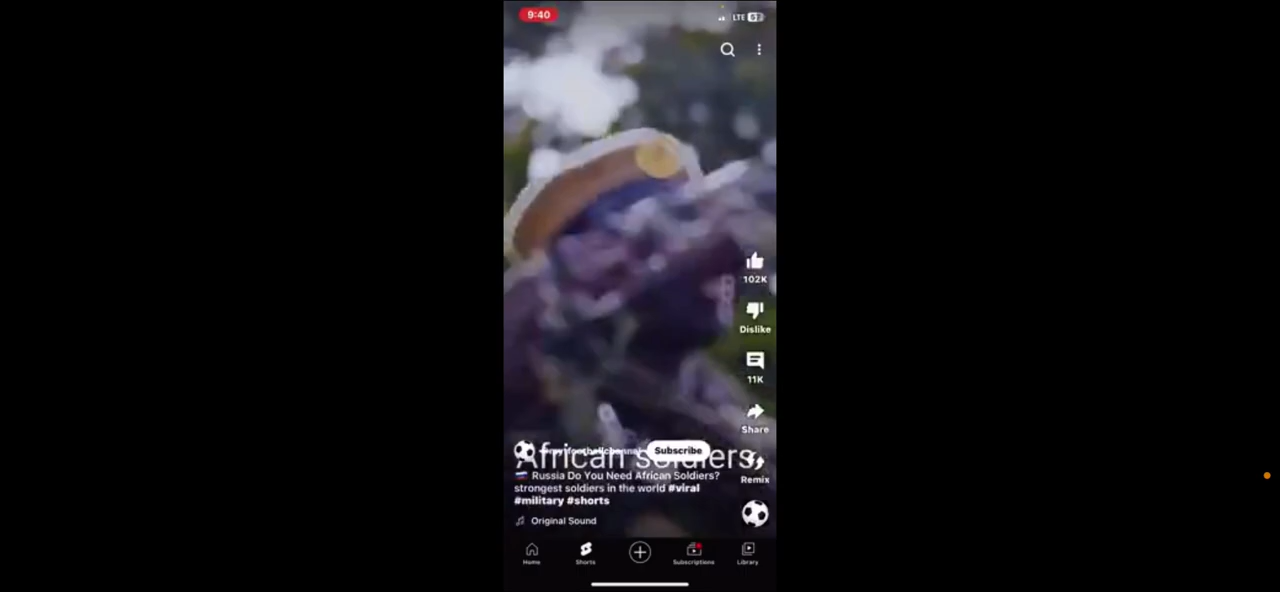 9:40
LTE
102K
Dislike
11K
Share
Subscribe
African soldiers
Remix
🇷🇺 Russia Do You Need African Soldiers?
strongest soldiers in the world #viral
#military #shorts
Original Sound
Home
Shorts
Subscriptions
Library